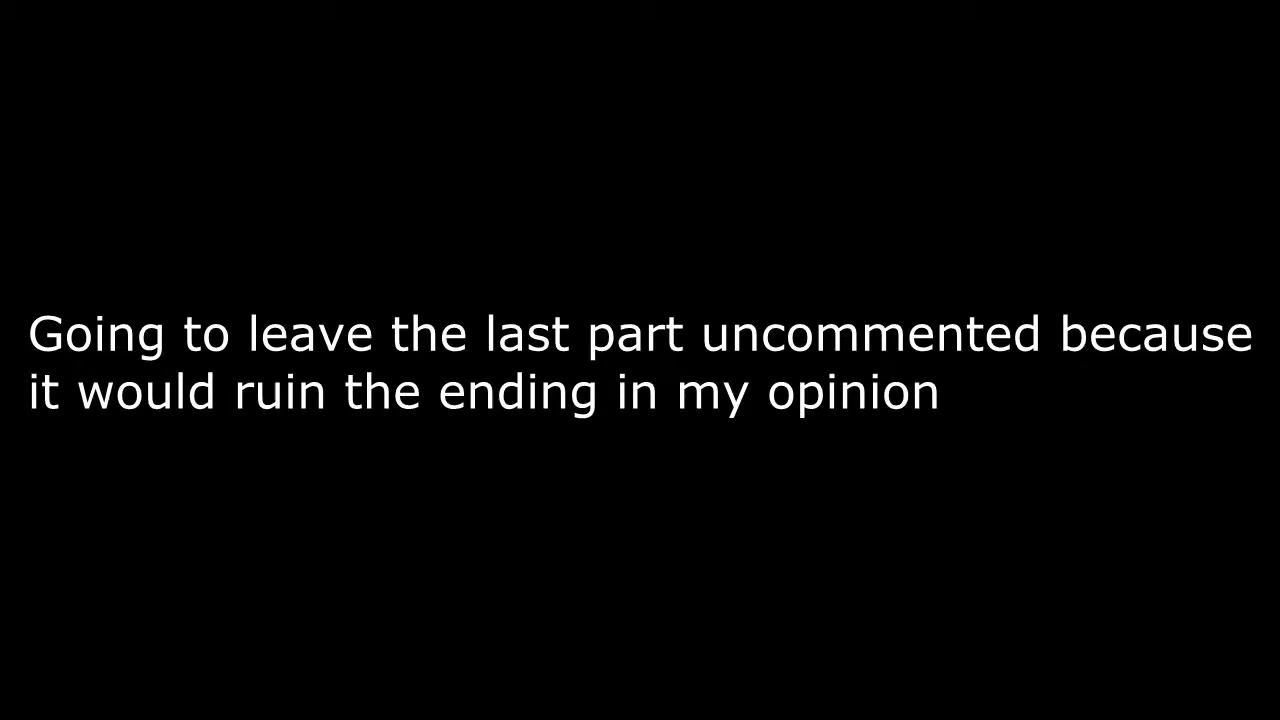 Going to leave the last part uncommented because
it would ruin the ending in my opinion